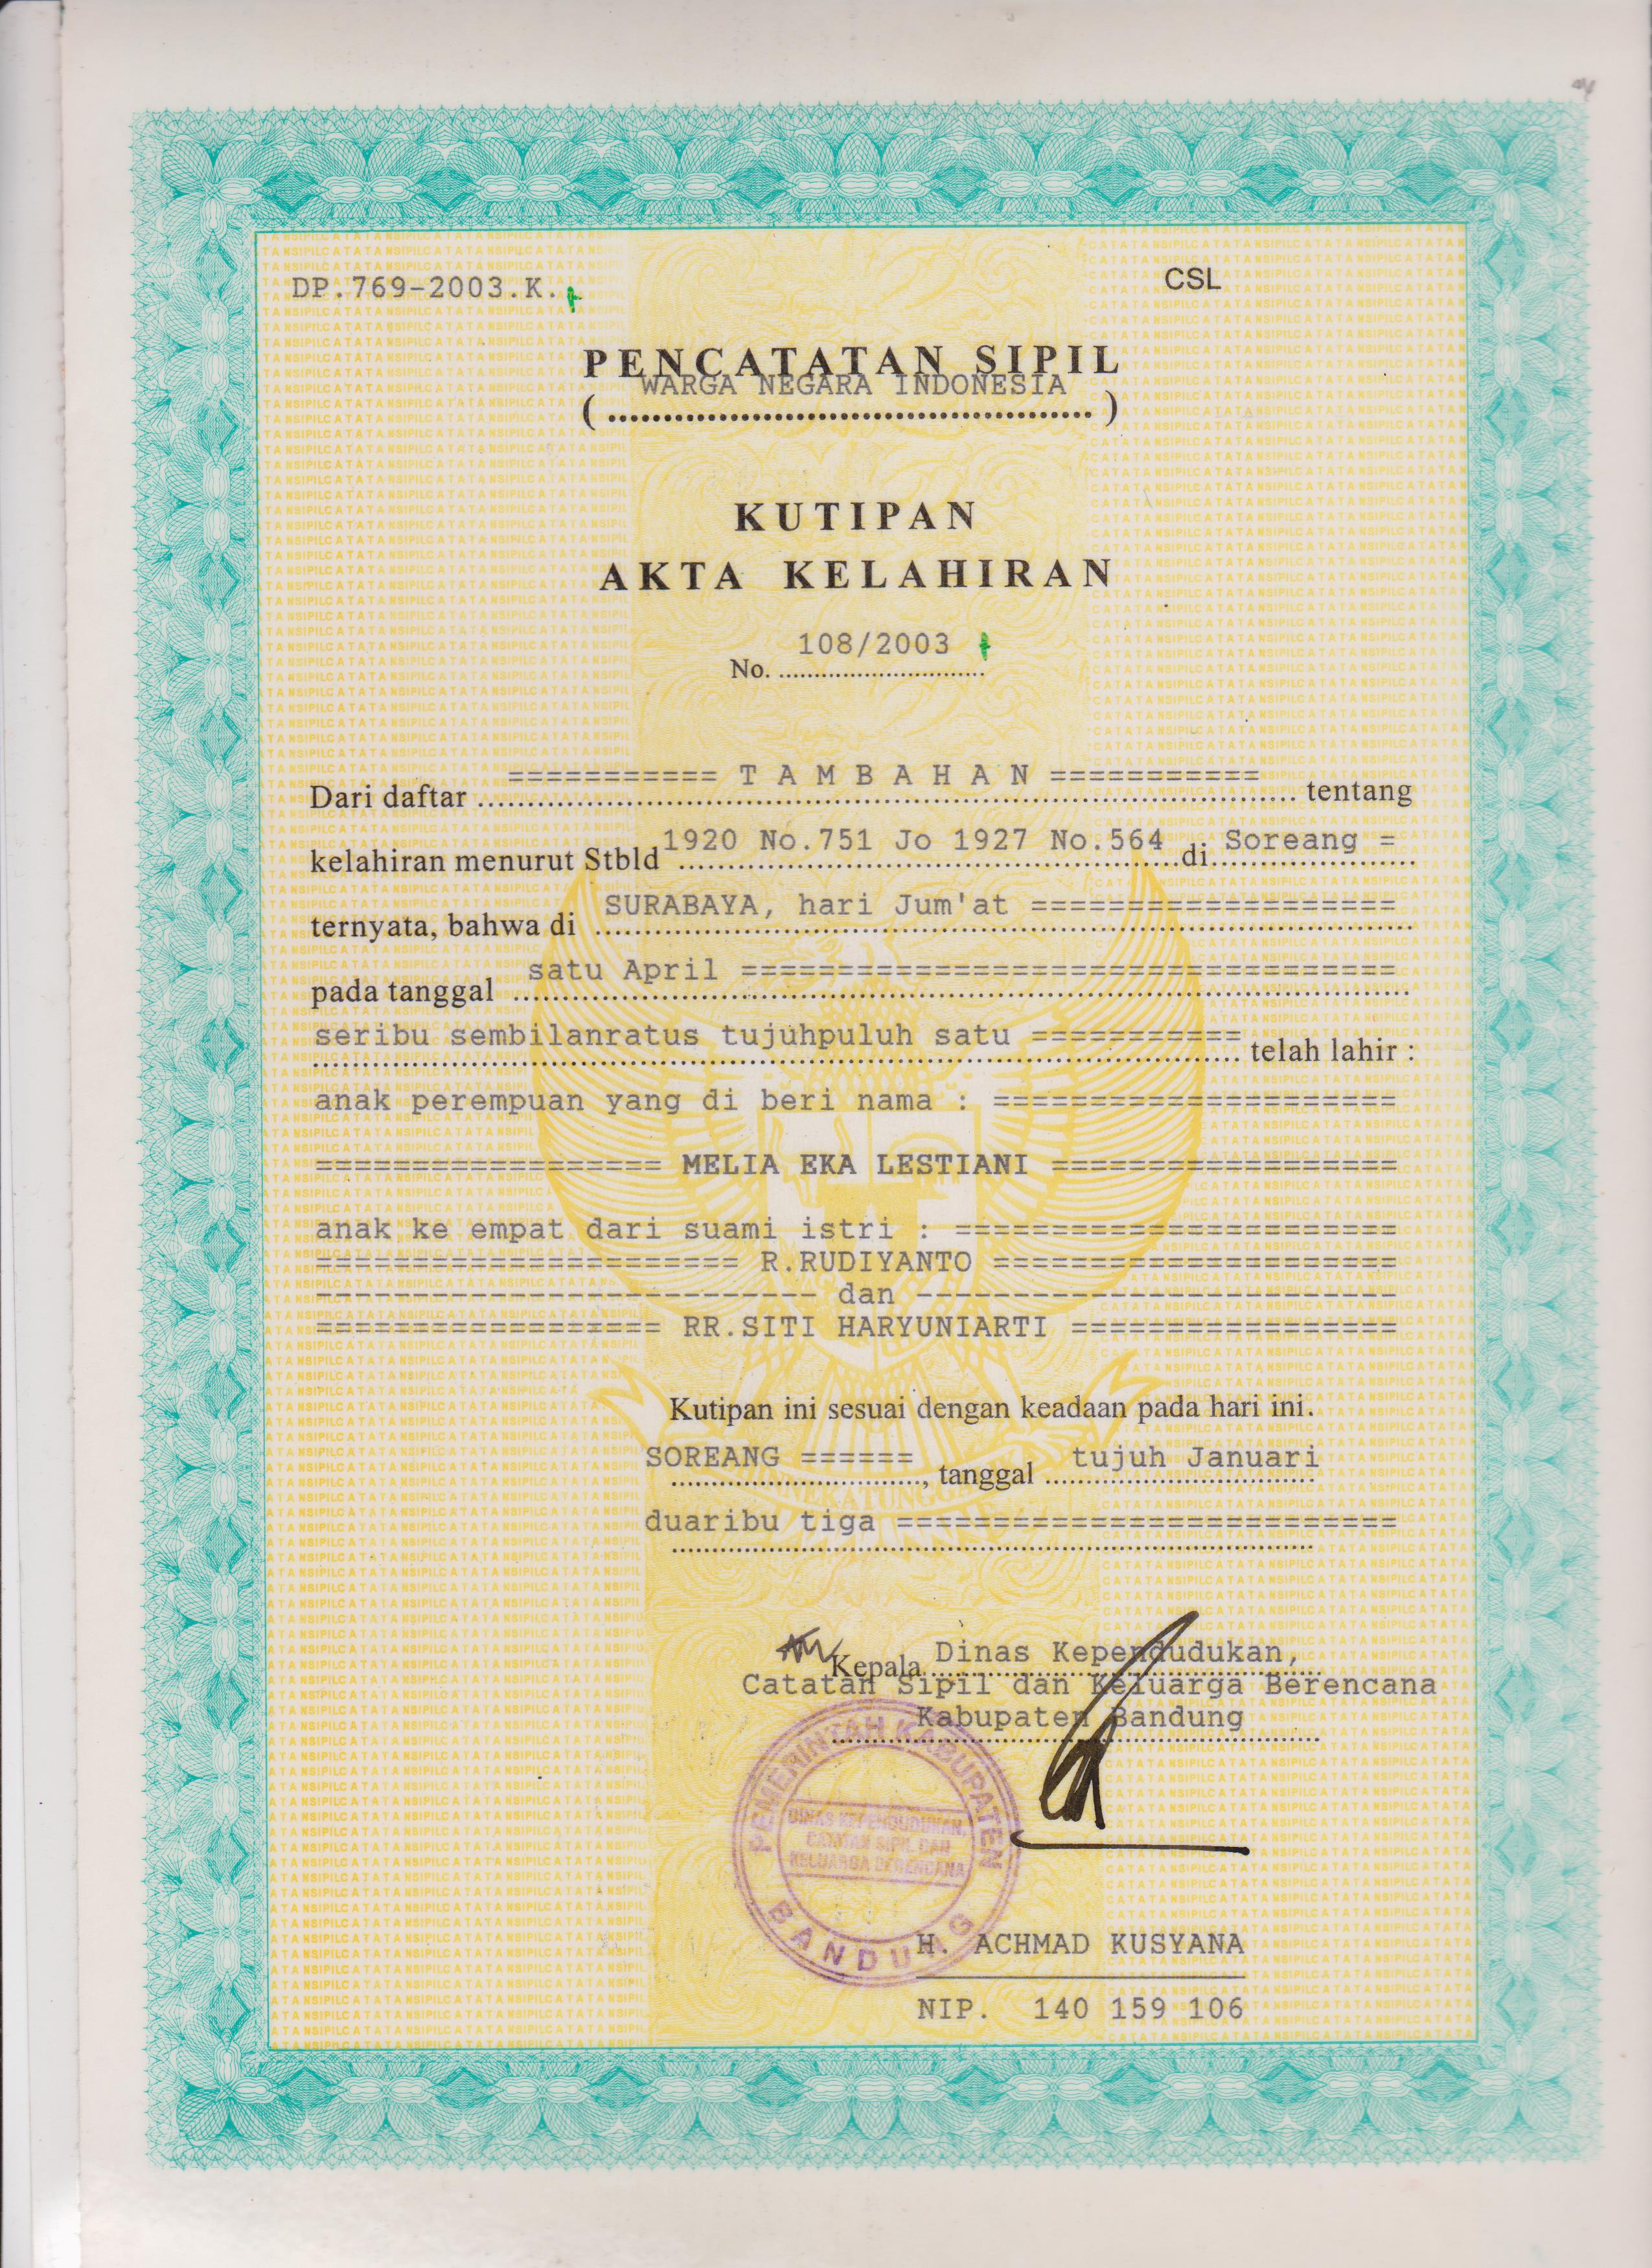 DP.769-2003.K.
CSL
PENCATATAN SIPIL
WARGA NEGARA INDONESIA
(................................................)
KUTIPAN
AKTA KELAHIRAN
108/2003
No. ..............................
=========== T A M B A H A N ===========
Dari daftar .................................................. tentang
1920 No.751 Jo 1927 No.564 Soreang =
kelahiran menurut Stbld ..................................................di.....................
SURABAYA, hari Jum'at ===================
ternyata, bahwa di ..................................................
satu April ==================================
pada tanggal ..................................................
seribu sembilanratus tujuhpuluh satu ===========
.................................................. telah lahir :
anak perempuan yang di beri nama : =====================
================== MELIA EKA LESTIANI ==================
anak ke empat dari suami istri : =======================
====================== R.RUDIYANTO =====================
-------------------------- dan ------------------------
================== RR.SITI HARYUNIARTI =================
Kutipan ini sesuai dengan keadaan pada hari ini.
SOREANG ====== tujuh Januari
.............................., tanggal ..............................
duaribu tiga ==========================
..................................................
Kepala Dinas Kependudukan,
Catatan Sipil dan Keluarga Berencana
Kabupaten Bandung
PEMERINTAH KABUPATEN
DINAS KEPENDUDUKAN,
CATATAN SIPIL DAN
KELUARGA BERENCANA
BANDUNG
H. ACHMAD KUSYANA
NIP. 140 159 106